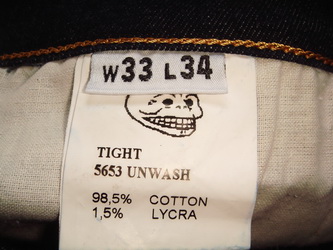 W33 L34
TIGHT
5653 UNWASH
98,5% COTTON
1,5% LYCRA